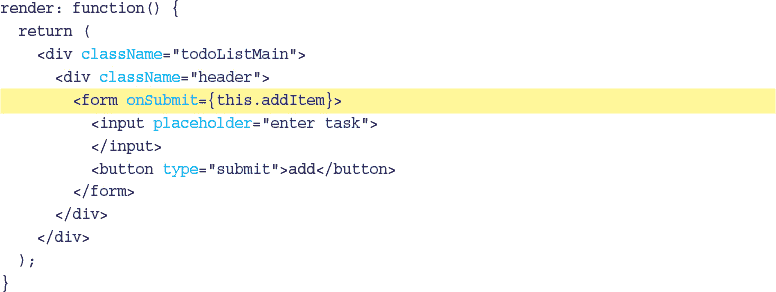 render: function() {
  return (
    <div className="todoListMain">
      <div className="header">
        <form onSubmit={this.addItem}>
          <input placeholder="enter task">
          </input>
          <button type="submit">add</button>
        </form>
      </div>
    </div>
  );
}